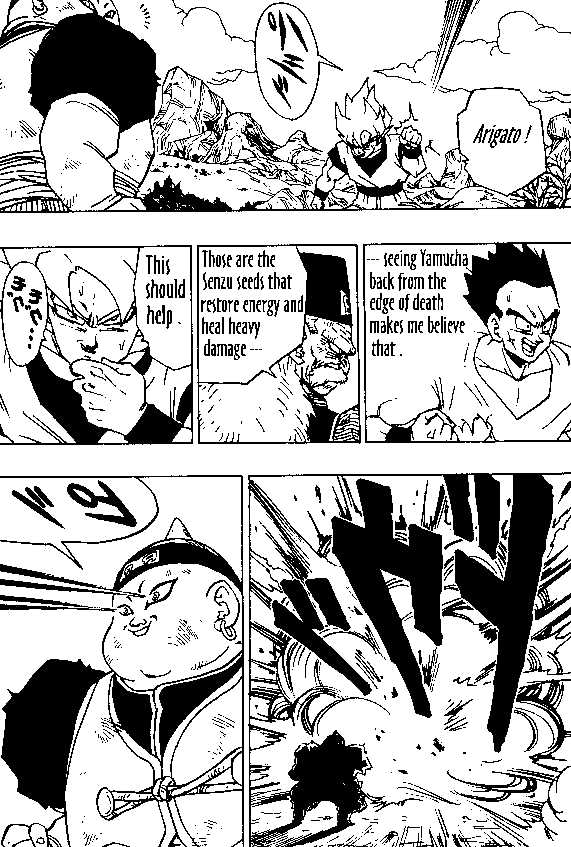 Arigato !
This
should
help .
Those are the
Senzu seeds that
restore energy and
heal heavy
damage ---
--- seeing Yamucha
back from the
edge of death
makes me believe
that .